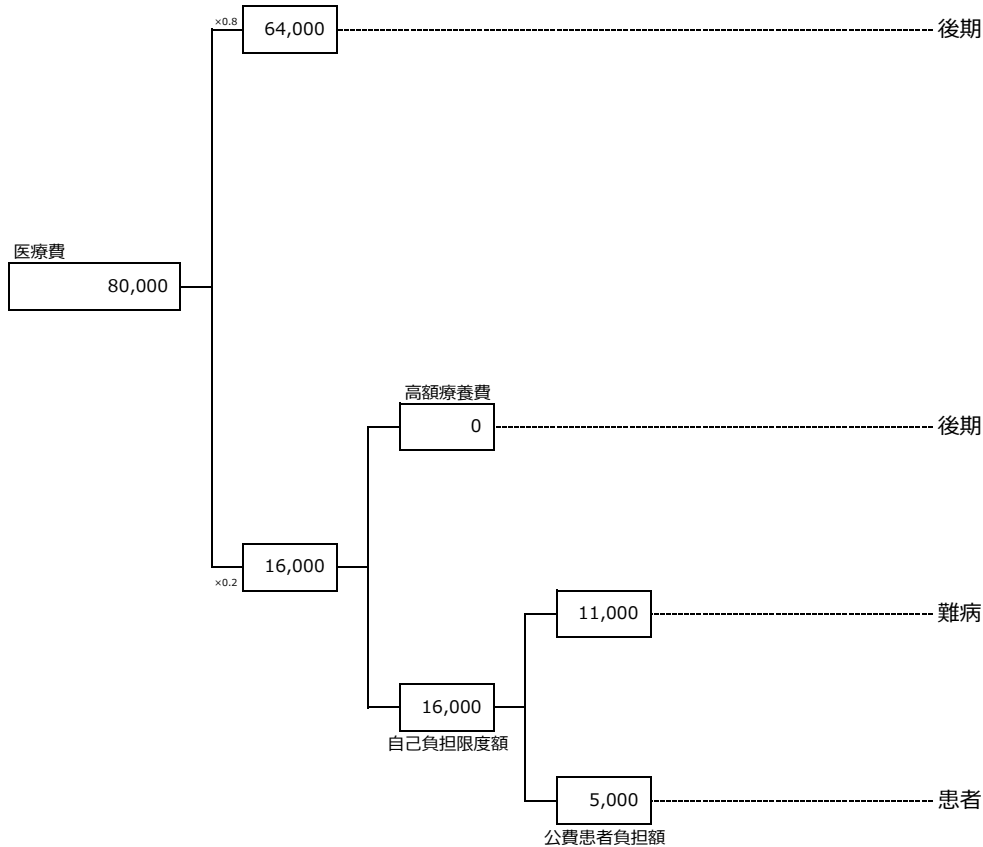 ×0.8
64,000
後期
医療費
80,000
高額療養費
0
後期
16,000
×0.2
11,000
難病
16,000
自己負担限度額
5,000
患者
公費患者負担額